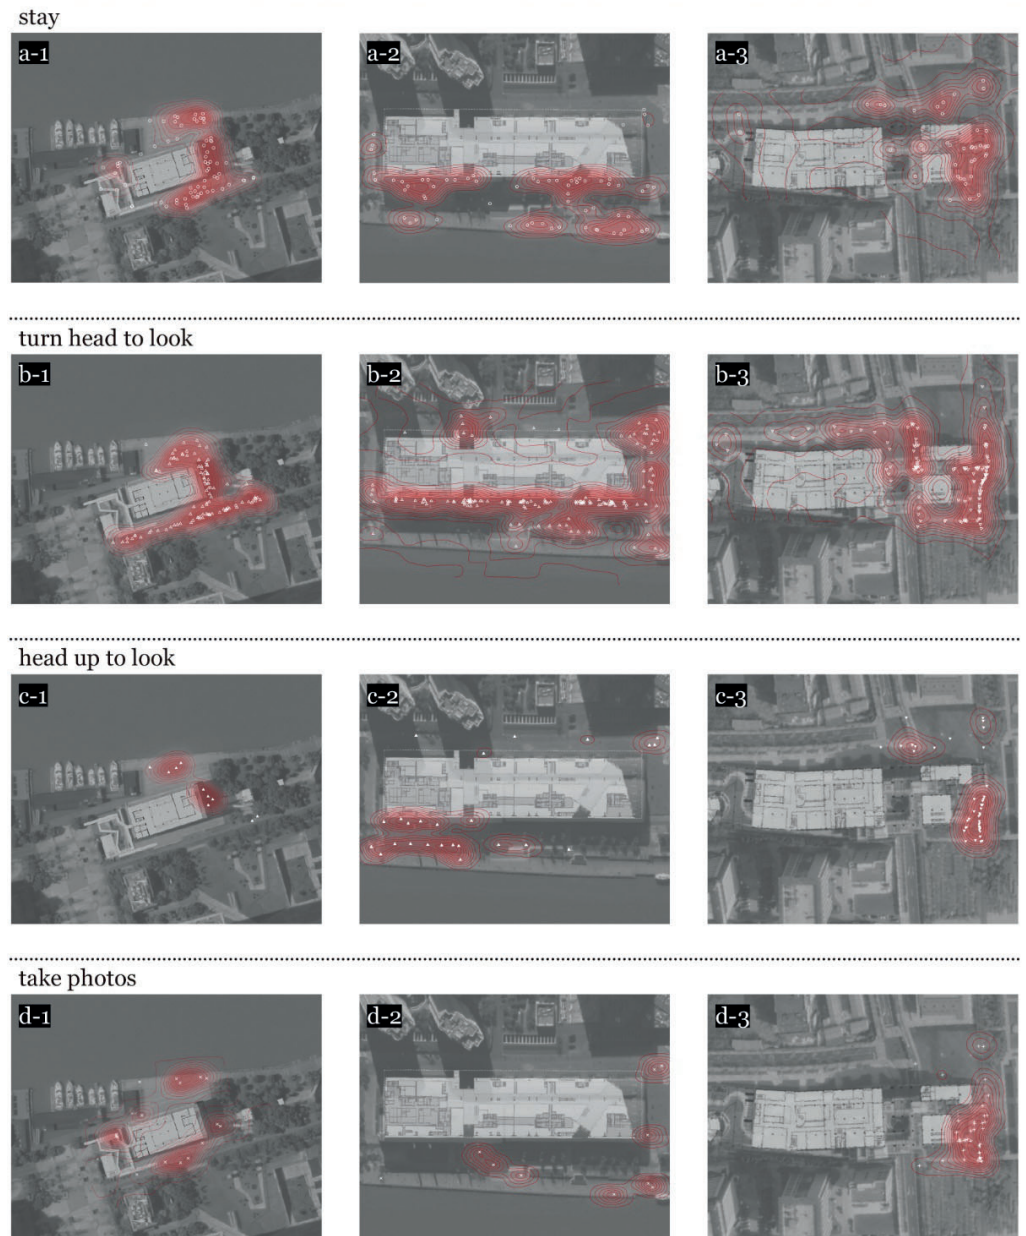 stay
a-1 a-2 a-3
turn head to look
b-1 b-2 b-3
head up to look
c-1 c-2 c-3
take photos
d-1 d-2 d-3